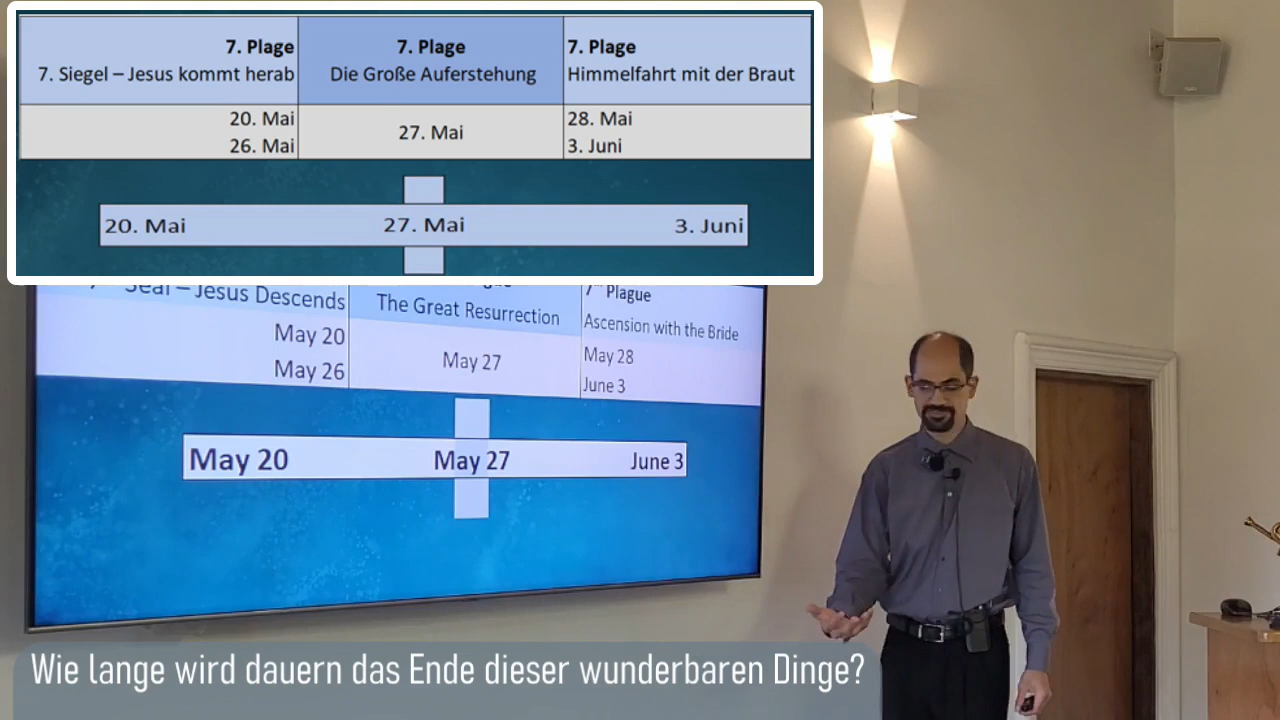 7. Plage
7. Siegel – Jesus kommt herab
7. Plage
Die Große Auferstehung
7. Plage
Himmelfahrt mit der Braut
20. Mai
26. Mai
27. Mai
28. Mai
3. Juni
20. Mai 27. Mai 3. Juni
Seal – Jesus Descends
The Great Resurrection
Plague
Ascension with the Bride
May 20
May 26
May 27
May 28
June 3
May 20 May 27 June 3
Wie lange wird dauern das Ende dieser wunderbaren Dinge?